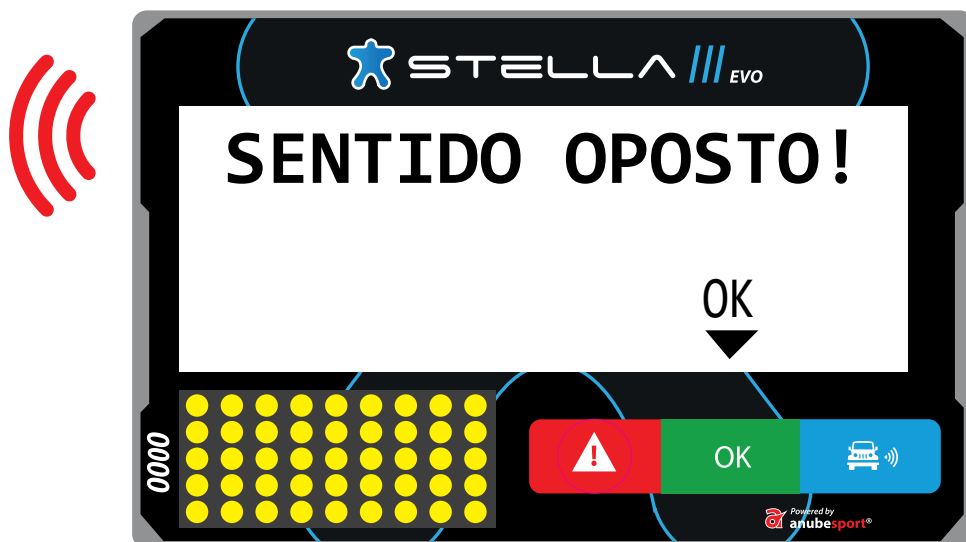 STELLA III EVO
SENTIDO OPOSTO!
OK
0000
OK
Powered by
anubesport®